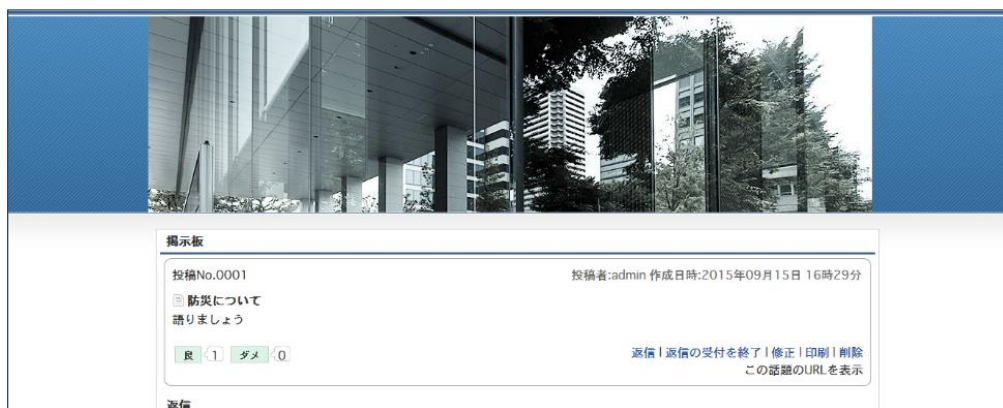 掲示板
投稿No.0001
投稿者:admin 作成日時:2015年09月15日 16時29分
防災について
語りましょう
良 1 ダメ 0
返信 | 返信の受付を終了 | 修正 | 印刷 | 削除
この話題のURLを表示
返信